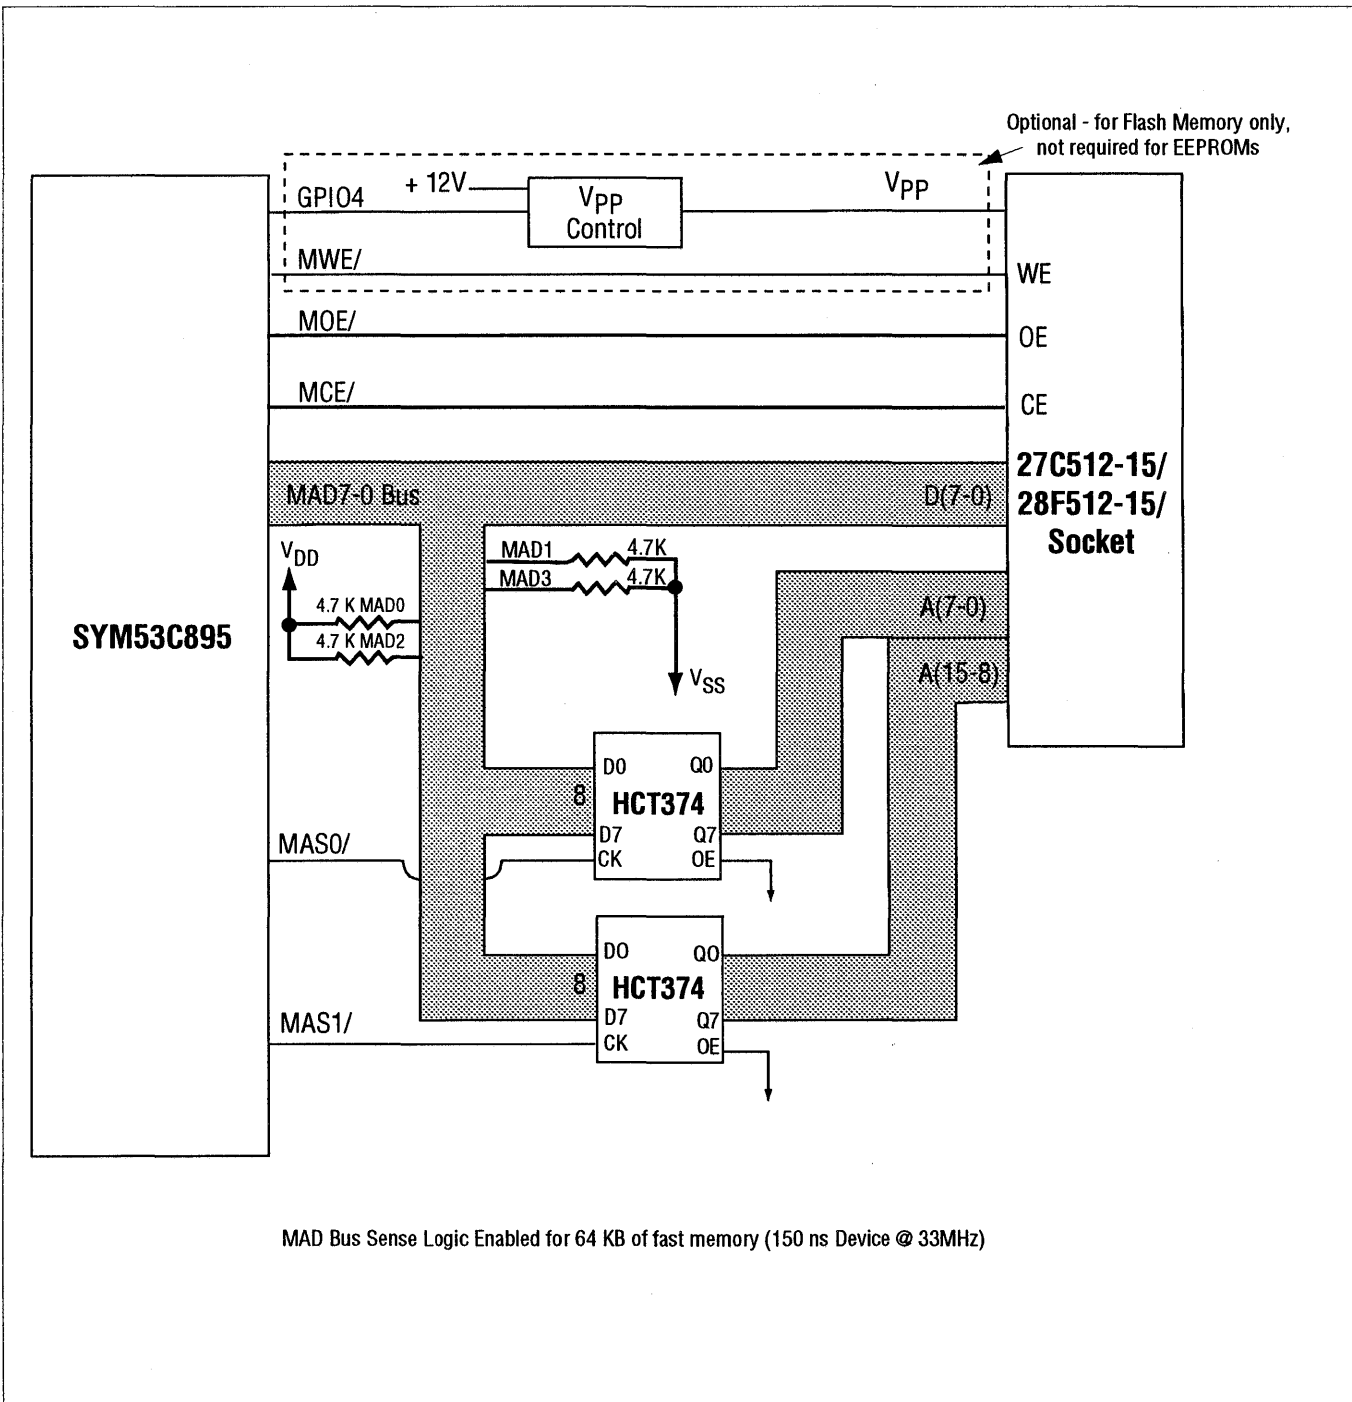 Optional - for Flash Memory only,
not required for EEPROMs
GPIO4
+ 12V
VPP
Control
VPP
MWE/
WE
MOE/
OE
MCE/
CE
27C512-15/
28F512-15/
Socket
MAD7-0 Bus
D(7-0)
VDD
MAD1
4.7K
MAD3
4.7K
4.7 K MAD0
4.7 K MAD2
A(7-0)
SYM53C895
A(15-8)
VSS
D0
Q0
8
HCT374
D7
Q7
MAS0/
CK
OE
D0
Q0
8
HCT374
D7
Q7
MAS1/
CK
OE
MAD Bus Sense Logic Enabled for 64 KB of fast memory (150 ns Device @ 33MHz)